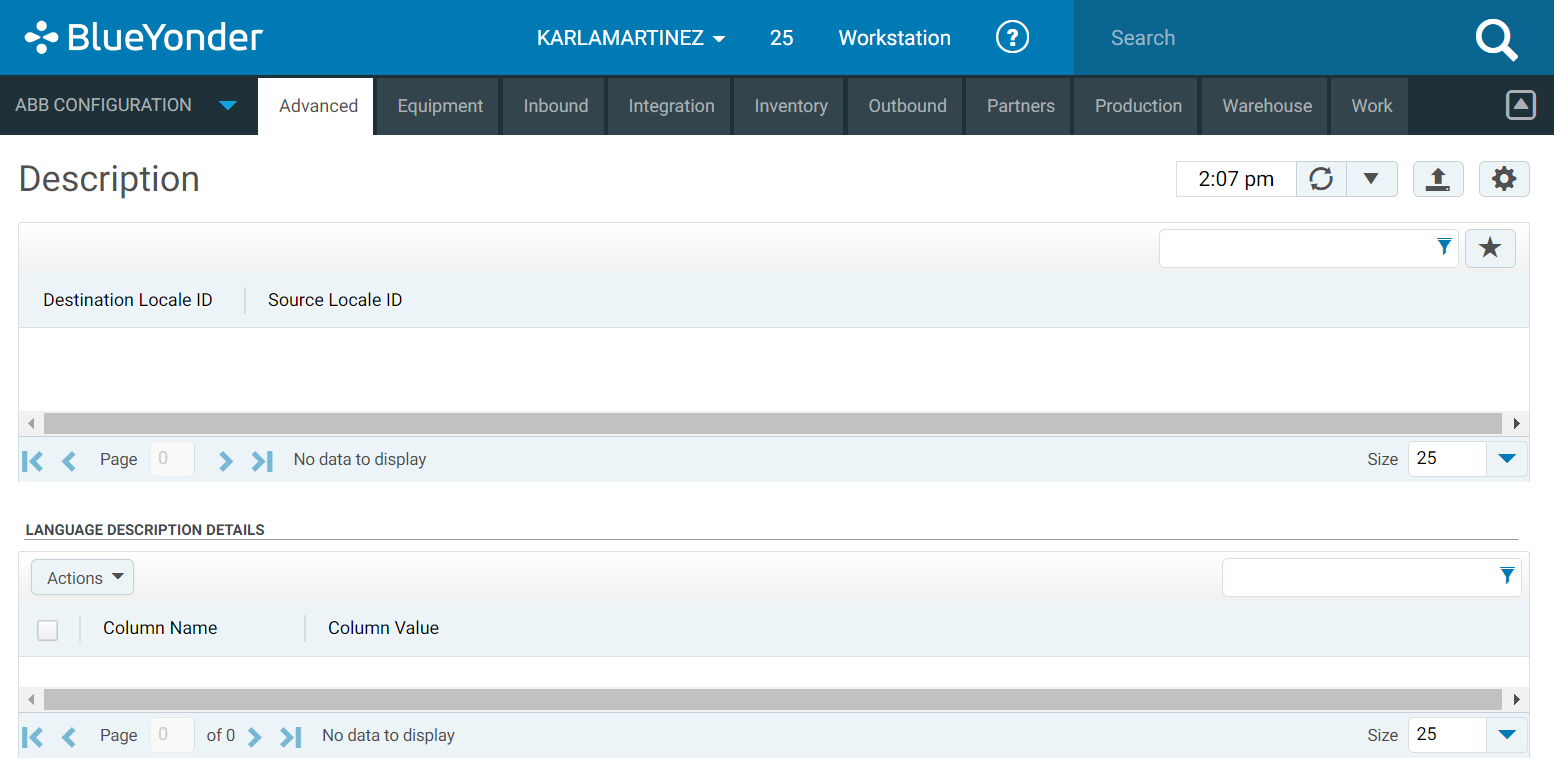 BlueYonder KARLAMARTINEZ 25 Workstation ? Search
ABB CONFIGURATION Advanced Equipment Inbound Integration Inventory Outbound Partners Production Warehouse Work
Description 2:07 pm
Destination Locale ID Source Locale ID
Page 0 No data to display Size 25
LANGUAGE DESCRIPTION DETAILS
Actions
Column Name Column Value
Page 0 of 0 No data to display Size 25